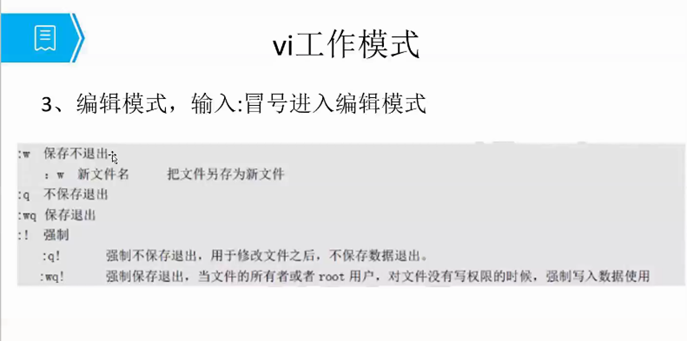 vi工作模式
3、编辑模式，输入:冒号进入编辑模式
:w 保存不退出
：w 新文件名 把文件另存为新文件
:q 不保存退出
:wq 保存退出
:! 强制
:q! 强制不保存退出，用于修改文件之后，不保存数据退出。
:wq! 强制保存退出，当文件的所有者或者 root 用户，对文件没有写权限的时候，强制写入数据使用